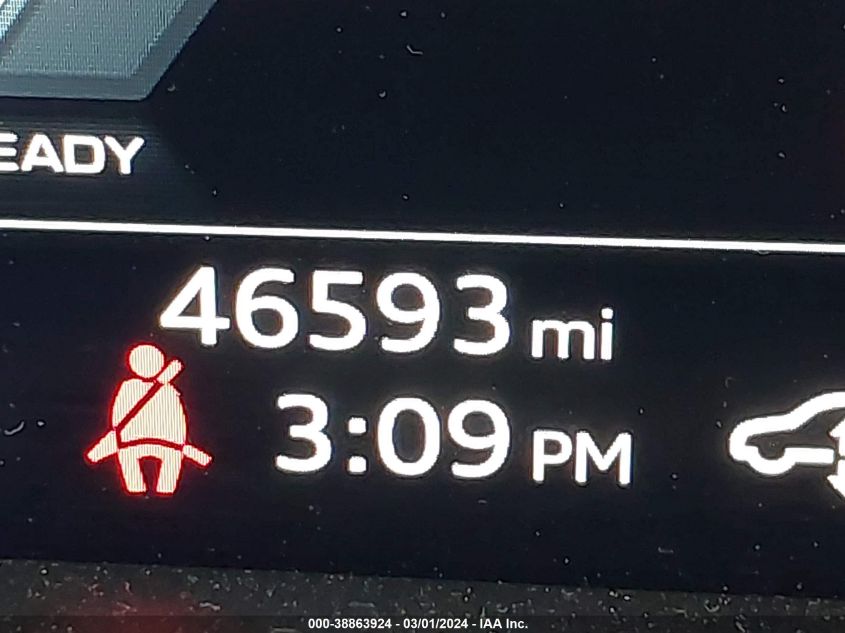 EADY
46593 mi
3:09 PM
000-38863924 - 03/01/2024 - IAA Inc.